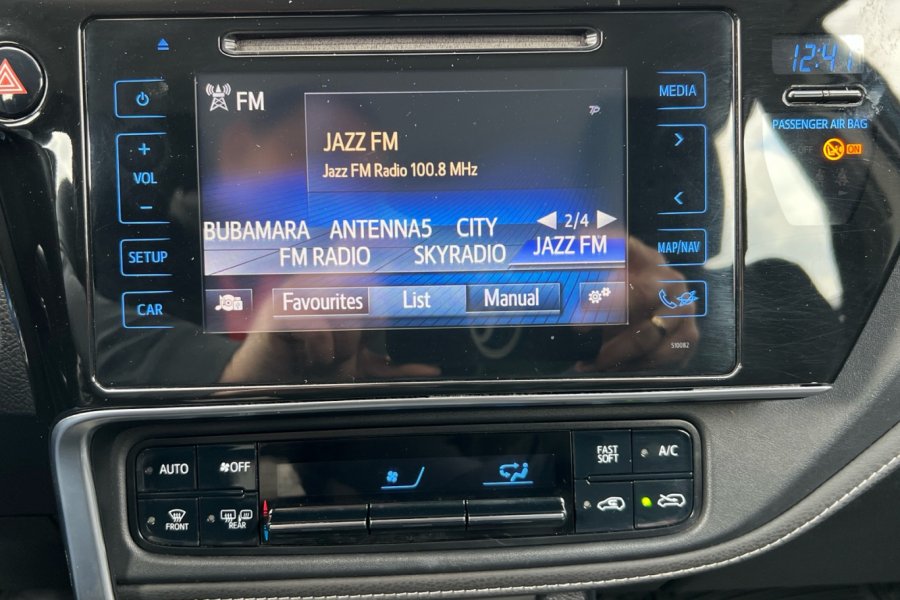 12:41
FM
MEDIA
JAZZ FM
Jazz FM Radio 100.8 MHz
TP
+
VOL
-
PASSENGER AIR BAG
OFF ON
BUBAMARA ANTENNA5 CITY 2/4
FM RADIO SKYRADIO JAZZ FM
SETUP
MAP/NAV
Favourites List Manual
CAR
510082
AUTO OFF
FAST
SOFT
A/C
FRONT
REAR